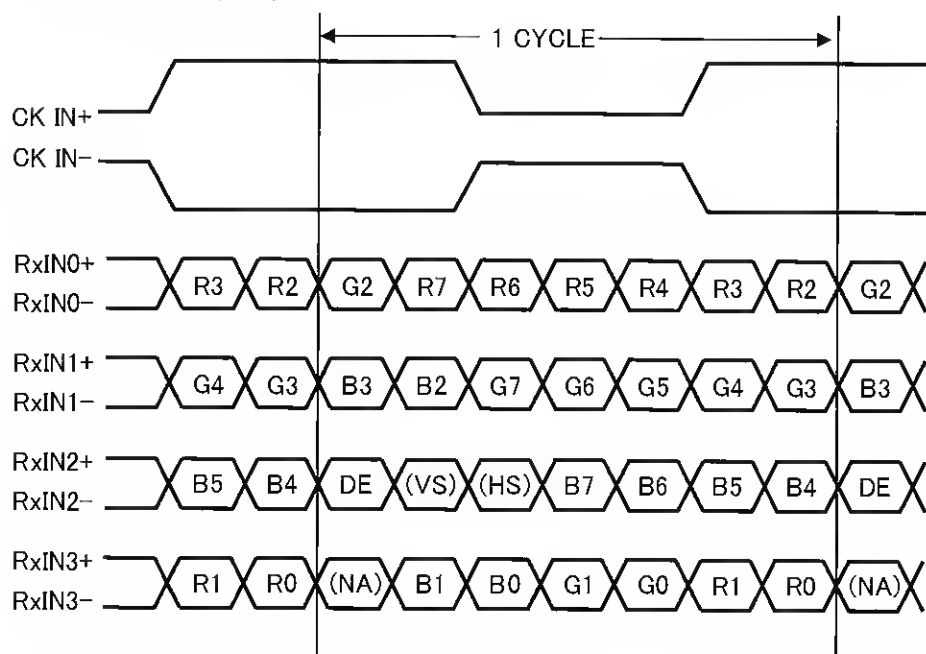 1 CYCLE
CK IN+
CK IN-
RxIN0+
RxIN0-
R3 R2 G2 R7 R6 R5 R4 R3 R2 G2
RxIN1+
RxIN1-
G4 G3 B3 B2 G7 G6 G5 G4 G3 B3
RxIN2+
RxIN2-
B5 B4 DE (VS) (HS) B7 B6 B5 B4 DE
RxIN3+
RxIN3-
R1 R0 (NA) B1 B0 G1 G0 R1 R0 (NA)